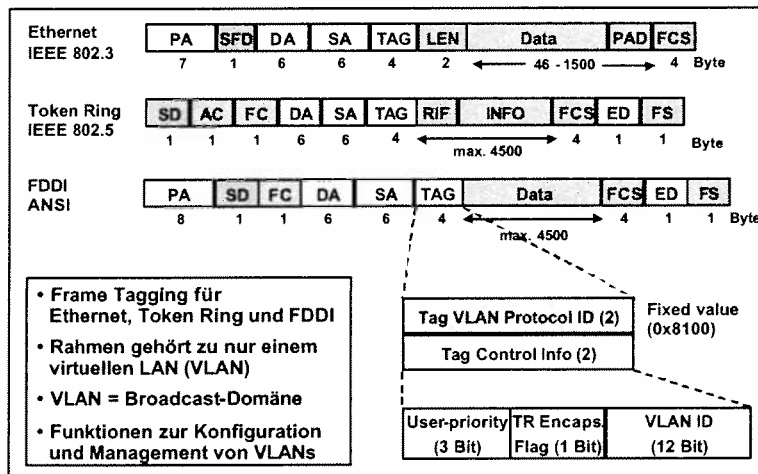 Ethernet
IEEE 802.3
PA SFD DA SA TAG LEN Data PAD FCS
7 1 6 6 4 2 46 - 1500 4 Byte
Token Ring
IEEE 802.5
SD AC FC DA SA TAG RIF INFO FCS ED FS
1 1 1 6 6 4 max. 4500 4 1 1 Byte
FDDI
ANSI
PA SD FC DA SA TAG Data FCS ED FS
8 1 1 6 6 4 max. 4500 4 1 1 Byte
• Frame Tagging für
Ethernet, Token Ring und FDDI
• Rahmen gehört zu nur einem
virtuellen LAN (VLAN)
• VLAN = Broadcast-Domäne
• Funktionen zur Konfiguration
und Management von VLANs
Tag VLAN Protocol ID (2)
Tag Control Info (2)
Fixed value
(0x8100)
User-priority
(3 Bit)
TR Encaps.
Flag (1 Bit)
VLAN ID
(12 Bit)